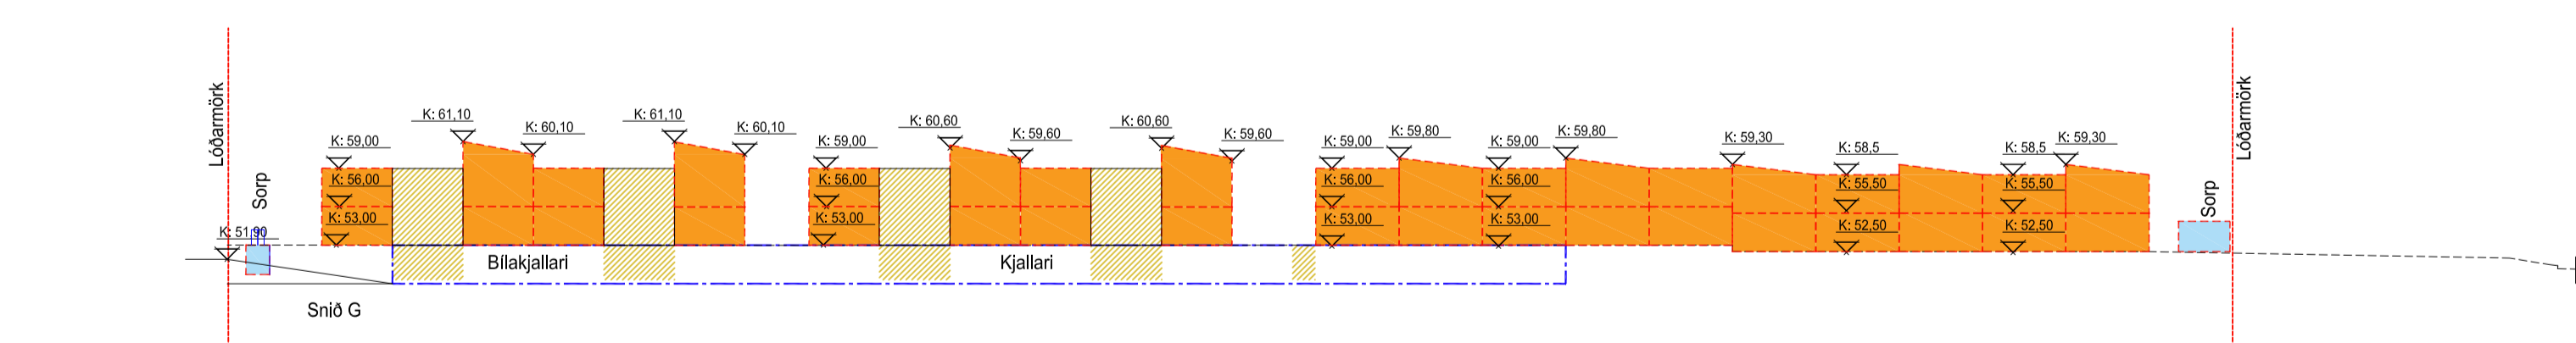 Lóðarmörk
Sorp
K: 51,90
K: 59,00
K: 56,00
K: 53,00
K: 61,10
K: 60,10
K: 61,10
K: 60,10
K: 59,00
K: 56,00
K: 53,00
K: 60,60
K: 59,60
K: 60,60
K: 59,60
K: 59,00
K: 56,00
K: 53,00
K: 59,80
K: 59,00
K: 56,00
K: 53,00
K: 59,80
K: 59,30
K: 58,5
K: 55,50
K: 52,50
K: 58,5
K: 55,50
K: 52,50
K: 59,30
Sorp
Lóðarmörk
Bílakjallari
Kjallari
Snið G